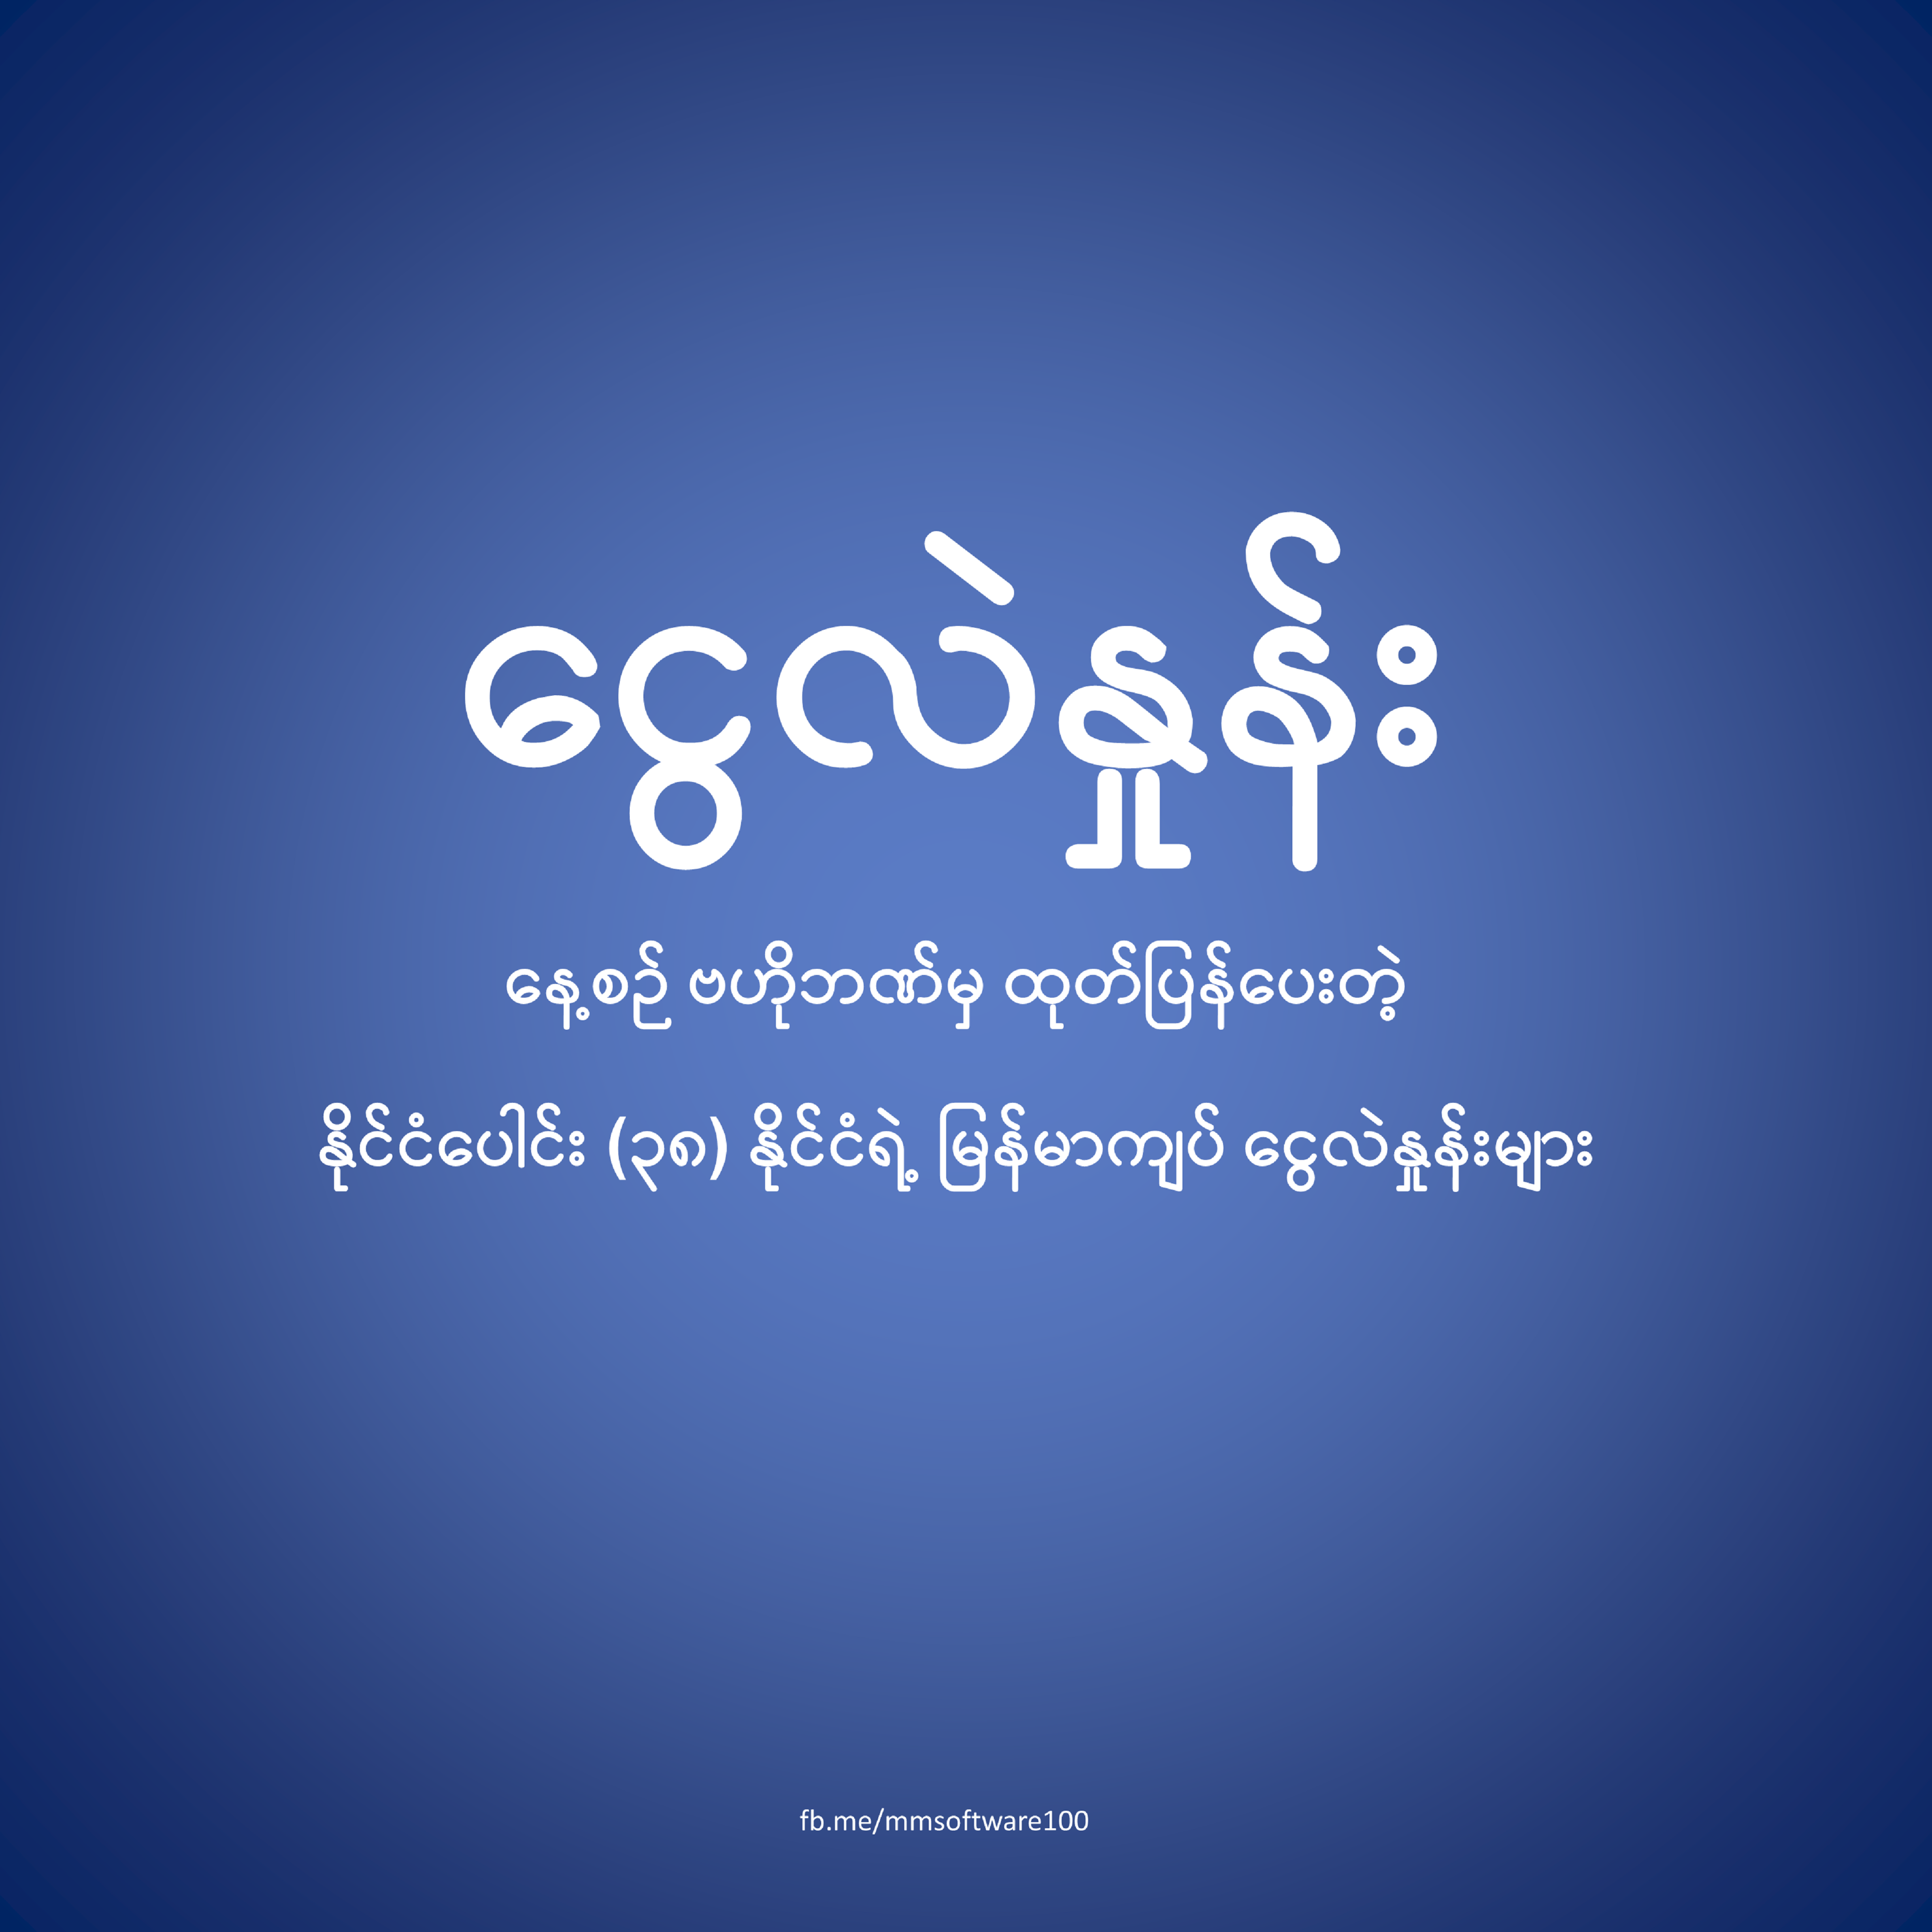 ငွေလဲနှုန်း
နေ့စဉ် ဗဟိုဘဏ်မှ ထုတ်ပြန်ပေးတဲ့
နိုင်ငံပေါင်း (၃၈) နိုင်ငံရဲ့ မြန်မာကျပ် ငွေလဲနှုန်းများ
fb.me/mmsoftware100